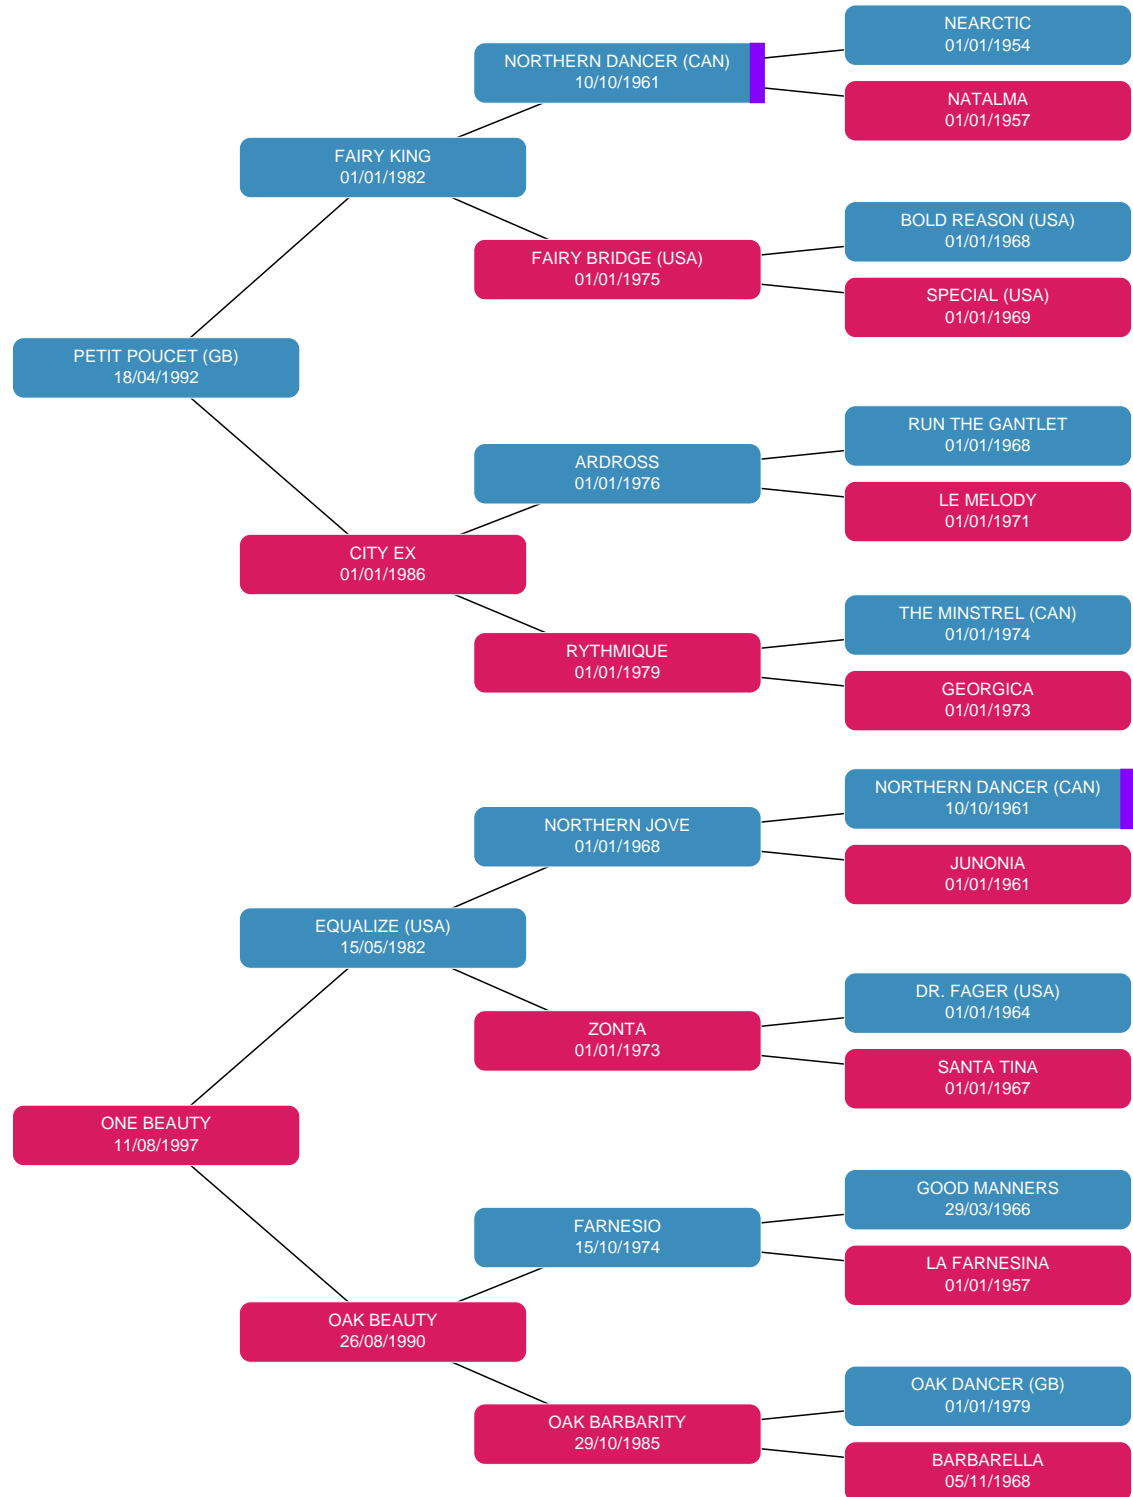 NEARCTIC
01/01/1954
NORTHERN DANCER (CAN)
10/10/1961
NATALMA
01/01/1957
FAIRY KING
01/01/1982
BOLD REASON (USA)
01/01/1968
FAIRY BRIDGE (USA)
01/01/1975
SPECIAL (USA)
01/01/1969
PETIT POUCET (GB)
18/04/1992
RUN THE GANTLET
01/01/1968
ARDROSS
01/01/1976
LE MELODY
01/01/1971
CITY EX
01/01/1986
THE MINSTREL (CAN)
01/01/1974
RYTHMIQUE
01/01/1979
GEORGICA
01/01/1973
NORTHERN DANCER (CAN)
10/10/1961
NORTHERN JOVE
01/01/1968
JUNONIA
01/01/1961
EQUALIZE (USA)
15/05/1982
DR. FAGER (USA)
01/01/1964
ZONTA
01/01/1973
SANTA TINA
01/01/1967
ONE BEAUTY
11/08/1997
GOOD MANNERS
29/03/1966
FARNESIO
15/10/1974
LA FARNESINA
01/01/1957
OAK BEAUTY
26/08/1990
OAK DANCER (GB)
01/01/1979
OAK BARBARITY
29/10/1985
BARBARELLA
05/11/1968